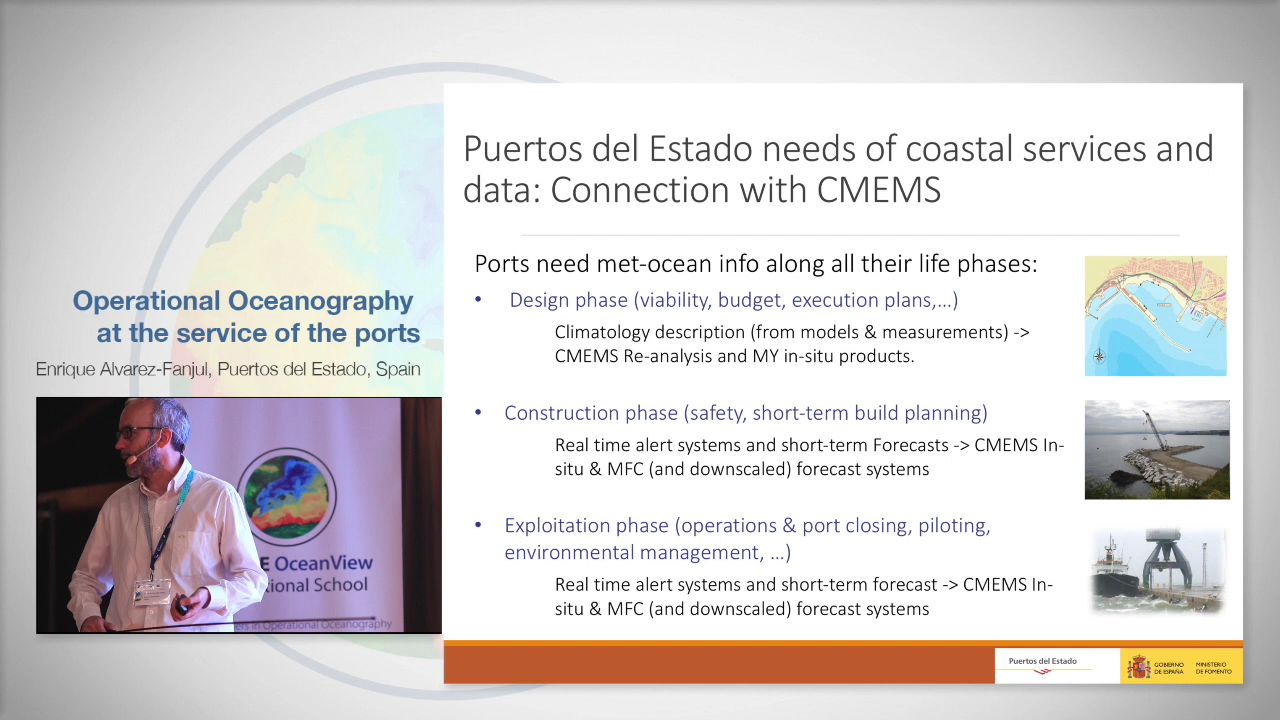 Operational Oceanography
at the service of the ports
Enrique Alvarez-Fanjul, Puertos del Estado, Spain
E OceanView
tional School
ers in Operational Oceanography
Puertos del Estado needs of coastal services and
data: Connection with CMEMS
Ports need met-ocean info along all their life phases:
• Design phase (viability, budget, execution plans,...)
Climatology description (from models & measurements) ->
CMEMS Re-analysis and MY in-situ products.
• Construction phase (safety, short-term build planning)
Real time alert systems and short-term Forecasts -> CMEMS In-
situ & MFC (and downscaled) forecast systems
• Exploitation phase (operations & port closing, piloting,
environmental management, ...)
Real time alert systems and short-term forecast -> CMEMS In-
situ & MFC (and downscaled) forecast systems
Puertos del Estado
GOBIERNO
DE ESPAÑA
MINISTERIO
DE FOMENTO